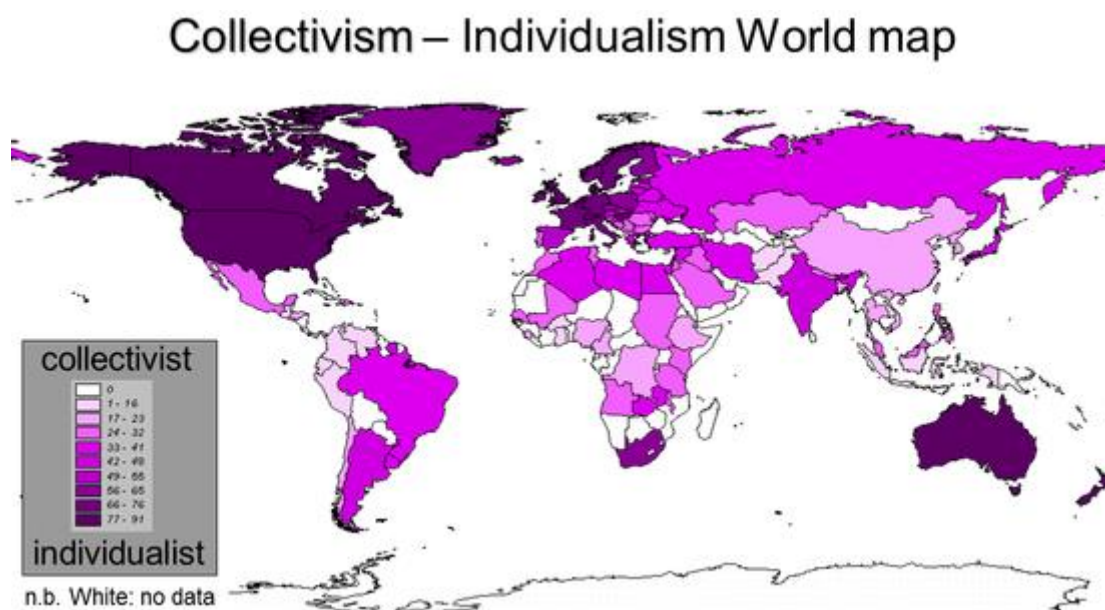 Collectivism – Individualism World map
collectivist
0
1 - 16
17 - 23
24 - 32
33 - 41
42 - 48
49 - 55
56 - 65
66 - 76
77 - 91
individualist
n.b. White: no data